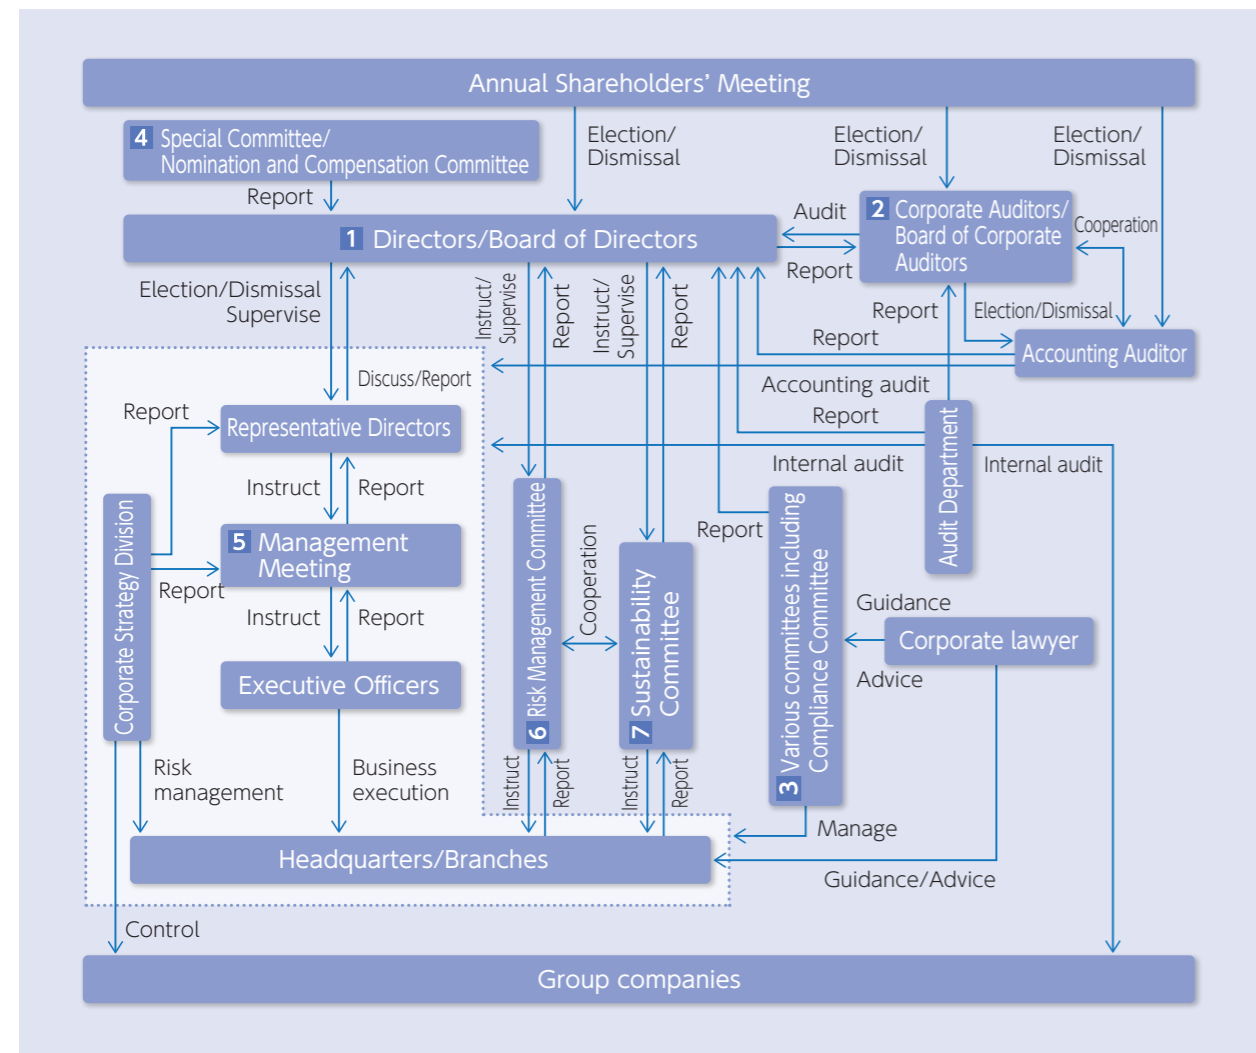 Annual Shareholders' Meeting
4 Special Committee/
Nomination and Compensation Committee
Election/
Dismissal
Election/
Dismissal
Election/
Dismissal
Report
1 Directors/Board of Directors
Audit
Report
2 Corporate Auditors/
Board of Corporate
Auditors
Cooperation
Election/Dismissal
Supervise
Instruct/
Supervise
Report
Instruct/
Supervise
Report
Report
Election/Dismissal
Report
Accounting Auditor
Accounting audit
Discuss/Report
Report
Representative Directors
Report
Internal audit
Audit Department
Internal audit
Instruct
Report
Corporate Strategy Division
5 Management
Meeting
Report
Instruct
Report
Executive Officers
6 Risk Management Committee
Cooperation
7 Sustainability
Committee
Report
3 Various committees including
Compliance Committee
Guidance
Advice
Corporate lawyer
Risk
management
Business
execution
Instruct
Report
Instruct
Report
Manage
Headquarters/Branches
Guidance/Advice
Control
Group companies